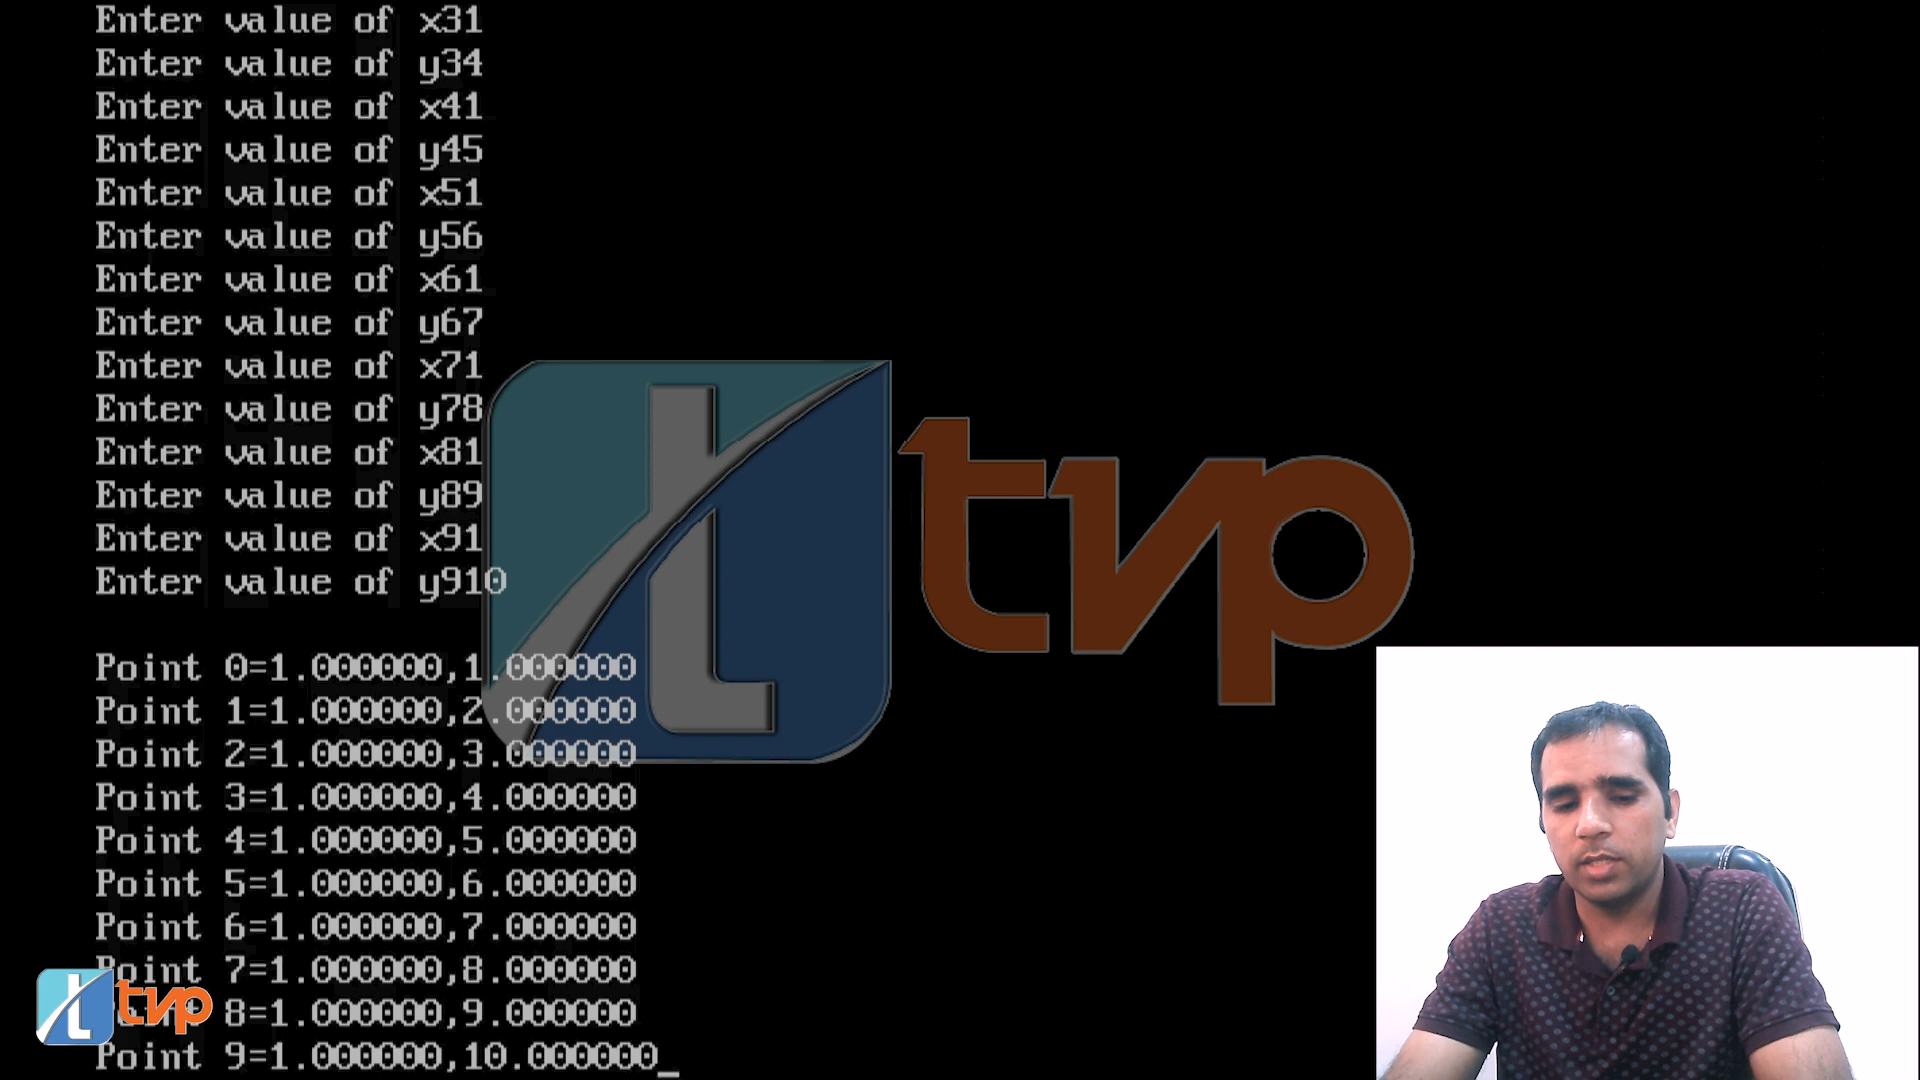 Enter value of x31
Enter value of y34
Enter value of x41
Enter value of y45
Enter value of x51
Enter value of y56
Enter value of x61
Enter value of y67
Enter value of x71
Enter value of y78
Enter value of x81
Enter value of y89
Enter value of x91
Enter value of y910
Point 0=1.000000,1.000000
Point 1=1.000000,2.000000
Point 2=1.000000,3.000000
Point 3=1.000000,4.000000
Point 4=1.000000,5.000000
Point 5=1.000000,6.000000
Point 6=1.000000,7.000000
Point 7=1.000000,8.000000
Point 8=1.000000,9.000000
Point 9=1.000000,10.000000_
t tvp
t tvp